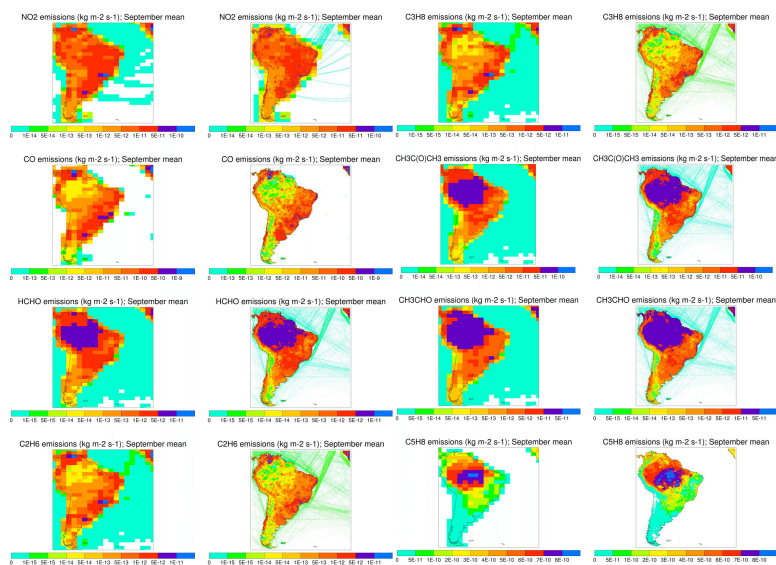 NO2 emissions (kg m-2 s-1); September mean
NO2 emissions (kg m-2 s-1); September mean
C3H8 emissions (kg m-2 s-1); September mean
C3H8 emissions (kg m-2 s-1); September mean
0 1E-14 5E-14 1E-13 5E-13 1E-12 5E-12 1E-11 5E-11 1E-10
0 1E-14 5E-14 1E-13 5E-13 1E-12 5E-12 1E-11 5E-11 1E-10
0 1E-15 5E-15 1E-14 5E-14 1E-13 5E-13 1E-12 5E-12 1E-11
0 1E-15 5E-15 1E-14 5E-14 1E-13 5E-13 1E-12 5E-12 1E-11
CO emissions (kg m-2 s-1); September mean
CO emissions (kg m-2 s-1); September mean
CH3C(O)CH3 emissions (kg m-2 s-1); September mean
CH3C(O)CH3 emissions (kg m-2 s-1); September mean
0 1E-13 5E-13 1E-12 5E-12 1E-11 5E-11 1E-10 5E-10 1E-9
0 1E-13 5E-13 1E-12 5E-12 1E-11 5E-11 1E-10 5E-10 1E-9
0 1E-14 5E-14 1E-13 5E-13 1E-12 5E-12 1E-11 5E-11 1E-10
0 1E-14 5E-14 1E-13 5E-13 1E-12 5E-12 1E-11 5E-11 1E-10
HCHO emissions (kg m-2 s-1); September mean
HCHO emissions (kg m-2 s-1); September mean
CH3CHO emissions (kg m-2 s-1); September mean
CH3CHO emissions (kg m-2 s-1); September mean
0 1E-15 5E-15 1E-14 5E-14 1E-13 5E-13 1E-12 5E-12 1E-11
0 1E-15 5E-15 1E-14 5E-14 1E-13 5E-13 1E-12 5E-12 1E-11
0 1E-15 5E-15 1E-14 5E-14 1E-13 5E-13 1E-12 5E-12 1E-11
0 1E-15 5E-15 1E-14 5E-14 1E-13 5E-13 1E-12 5E-12 1E-11
C2H6 emissions (kg m-2 s-1); September mean
C2H6 emissions (kg m-2 s-1); September mean
C5H8 emissions (kg m-2 s-1); September mean
C5H8 emissions (kg m-2 s-1); September mean
0 1E-15 5E-15 1E-14 5E-14 1E-13 5E-13 1E-12 5E-12 1E-11
0 1E-15 5E-15 1E-14 5E-14 1E-13 5E-13 1E-12 5E-12 1E-11
0 5E-11 1E-10 2E-10 3E-10 4E-10 5E-10 6E-10 7E-10 8E-10
0 5E-11 1E-10 2E-10 3E-10 4E-10 5E-10 6E-10 7E-10 8E-10